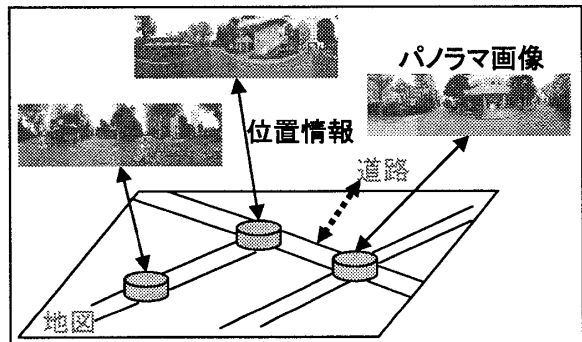 パノラマ画像
位置情報
道路
地図